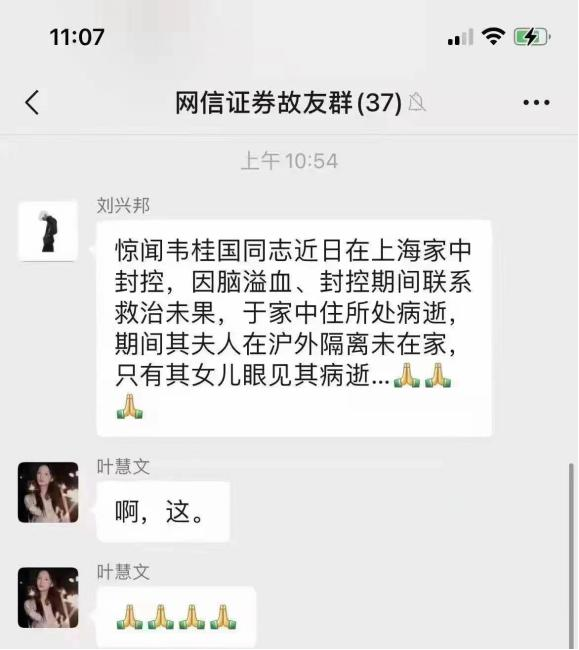 11:07
网信证券故友群(37)
上午 10:54
刘兴邦
惊闻韦桂国同志近日在上海家中
封控，因脑溢血、封控期间联系
救治未果，于家中住所处病逝，
期间其夫人在沪外隔离未在家，
只有其女儿眼见其病逝...🙏🙏
🙏
叶慧文
啊，这。
叶慧文
🙏🙏🙏🙏